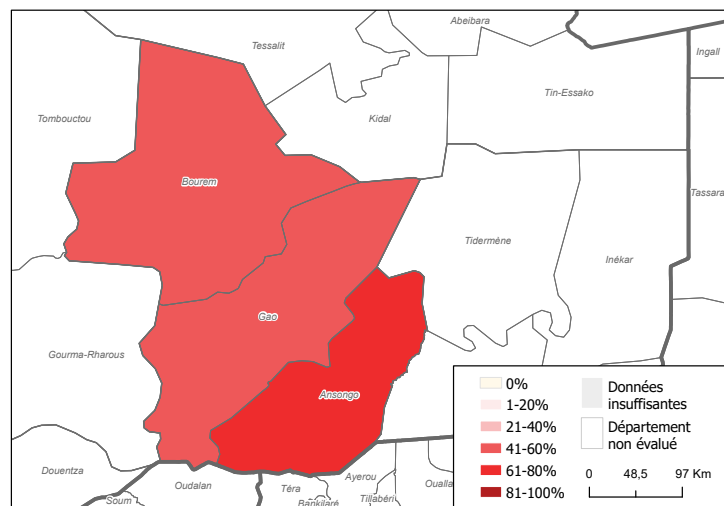 Abeibara
Tessalit
Ingall
Tin-Essako
Tombouctou
Kidal
Bourem
Tassara
Tidermène
Inékar
Gao
Gourma-Rharous
Ansongo
Douentza
Oudalan
Ayerou
Soum
Téra
Bankilaré
Tillabéri
Ouallam
0%
1-20%
21-40%
41-60%
61-80%
81-100%
Données
insuffisantes
Département
non évalué
0 48,5 97 Km